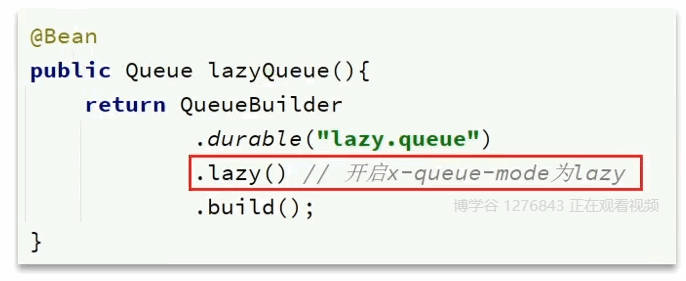 @Bean
public Queue lazyQueue(){
return QueueBuilder
.durable("lazy.queue")
.lazy() // 开启x-queue-mode为lazy
.build();
博学谷 1276843 正在观看视频
}